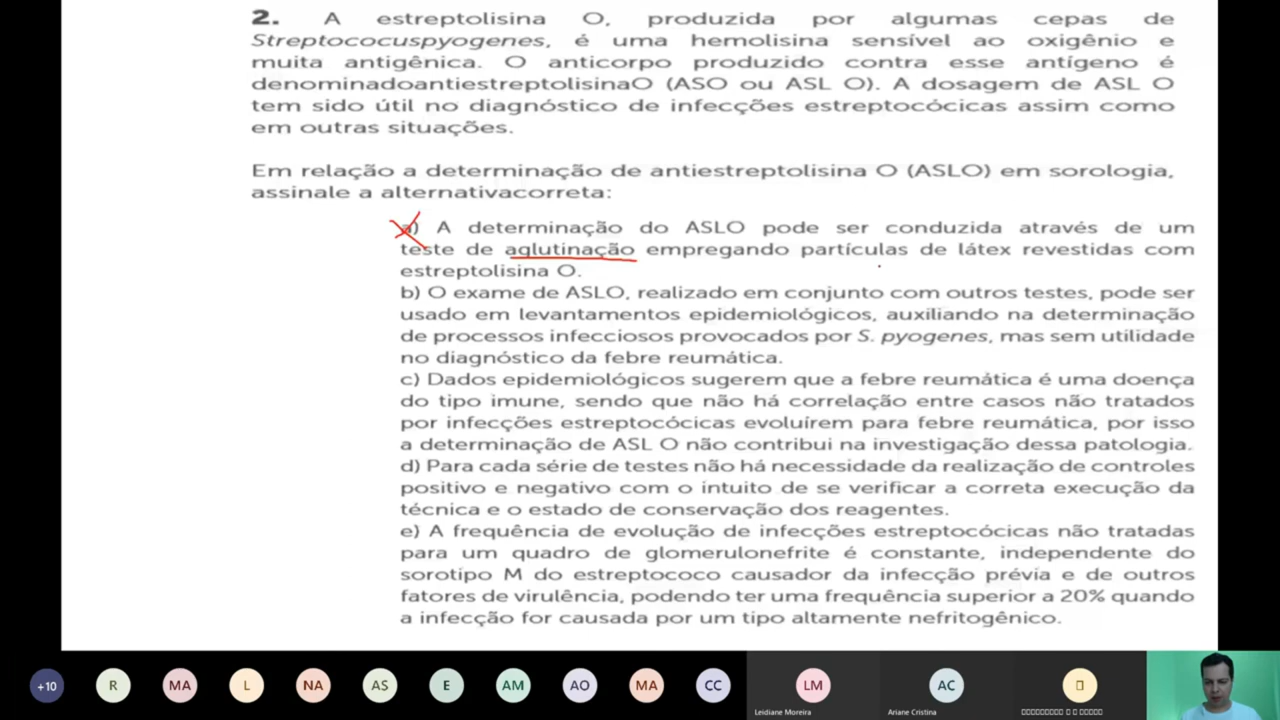 2. A estreptolisina O, produzida por algumas cepas de
Streptococuspyogenes, é uma hemolisina sensível ao oxigênio e
muita antigênica. O anticorpo produzido contra esse antígeno é
denominadoantiestreptolisinaO (ASO ou ASL O). A dosagem de ASL O
tem sido útil no diagnóstico de infecções estreptocócicas assim como
em outras situações.
Em relação a determinação de antiestreptolisina O (ASLO) em sorologia,
assinale a alternativacorreta:
a) A determinação do ASLO pode ser conduzida através de um
teste de aglutinação empregando partículas de látex revestidas com
estreptolisina O.
b) O exame de ASLO, realizado em conjunto com outros testes, pode ser
usado em levantamentos epidemiológicos, auxiliando na determinação
de processos infecciosos provocados por S. pyogenes, mas sem utilidade
no diagnóstico da febre reumática.
c) Dados epidemiológicos sugerem que a febre reumática é uma doença
do tipo imune, sendo que não há correlação entre casos não tratados
por infecções estreptocócicas evoluírem para febre reumática, por isso
a determinação de ASL O não contribui na investigação dessa patologia.
d) Para cada série de testes não há necessidade da realização de controles
positivo e negativo com o intuito de se verificar a correta execução da
técnica e o estado de conservação dos reagentes.
e) A frequência de evolução de infecções estreptocócicas não tratadas
para um quadro de glomerulonefrite é constante, independente do
sorotipo M do estreptococo causador da infecção prévia e de outros
fatores de virulência, podendo ter uma frequência superior a 20% quando
a infecção for causada por um tipo altamente nefritogênico.
+10 R MA L NA AS E AM AO MA CC LM AC
Leidiane Moreira Ariane Cristina